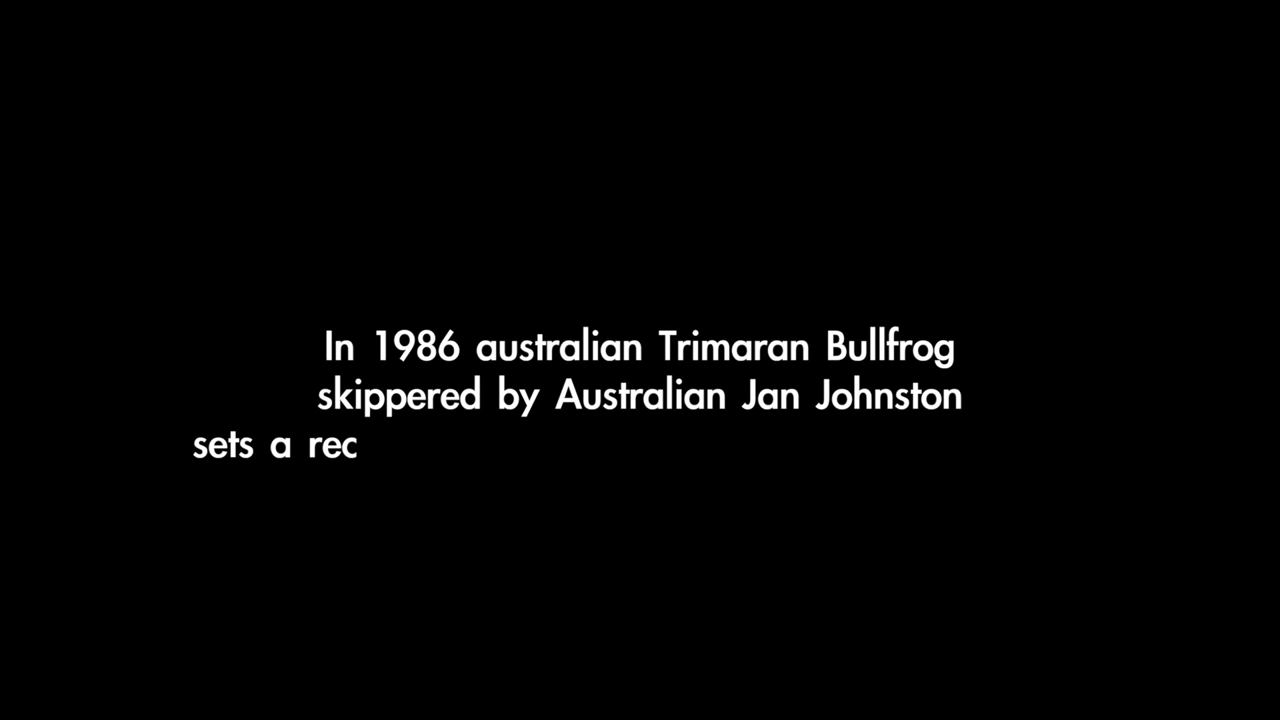 In 1986 australian Trimaran Bullfrog
skippered by Australian Jan Johnston
sets a rec